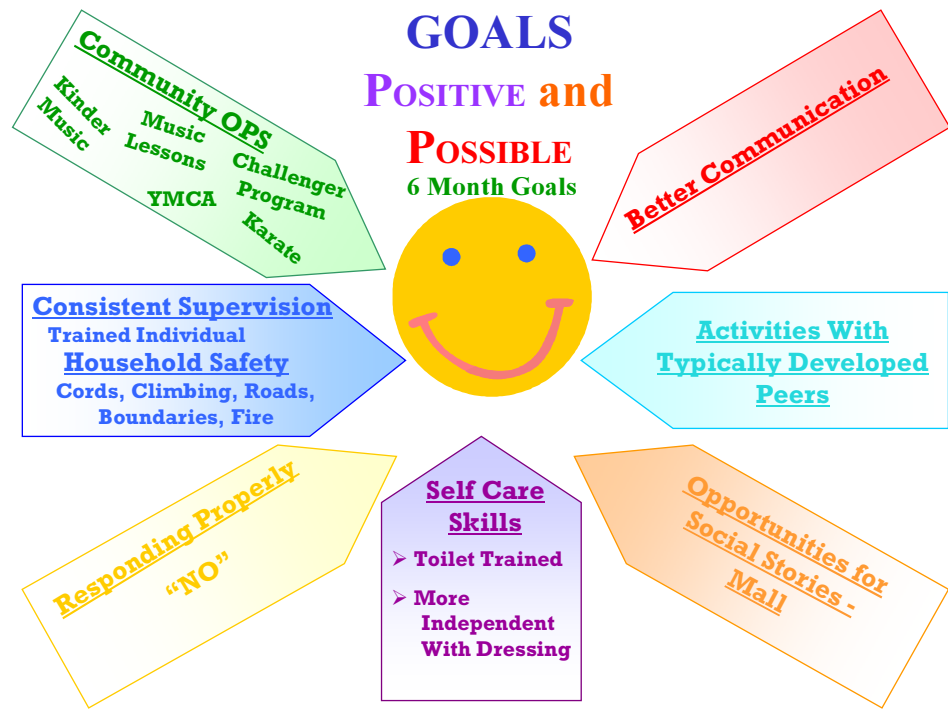 GOALS
POSITIVE and
POSSIBLE
6 Month Goals
Community OPS
Kinder
Music
Music
Lessons
Challenger
Program
YMCA
Karate
Better Communication
Consistent Supervision
Trained Individual
Household Safety
Cords, Climbing, Roads,
Boundaries, Fire
Activities With
Typically Developed
Peers
Responding Properly
“NO”
Self Care
Skills
➢ Toilet Trained
➢ More
Independent
With Dressing
Opportunities for
Social Stories -
Mall